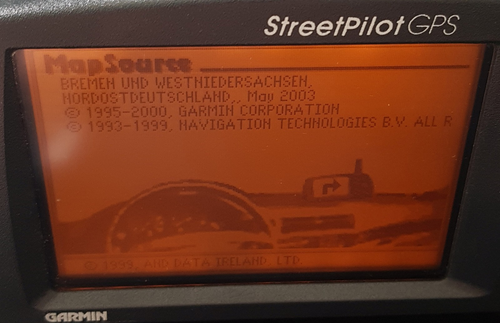 StreetPilot GPS
MapSource
BREMEN UND WESTNIEDERSACHSEN,
NORDOSTDEUTSCHLAND,, May 2003
© 1995-2000, GARMIN CORPORATION
© 1993-1999, NAVIGATION TECHNOLOGIES B.V. ALL R
© 1999, AND DATA IRELAND LTD.
GARMIN